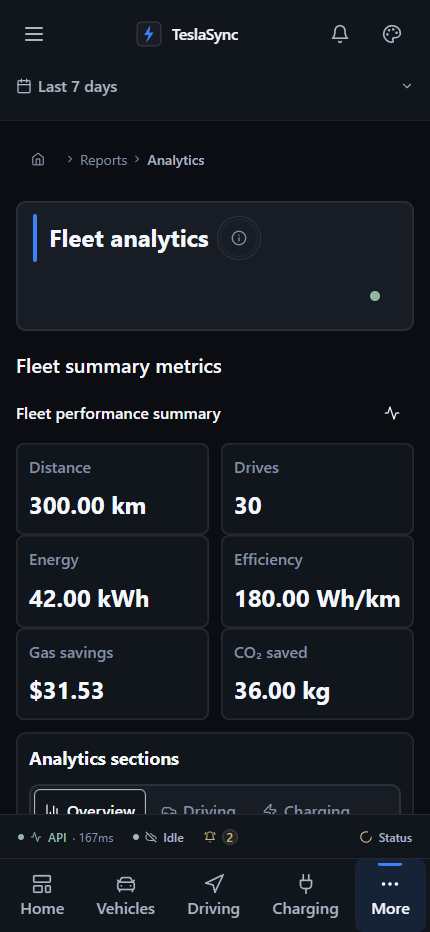 TeslaSync
Last 7 days
Reports > Analytics
Fleet analytics
Fleet summary metrics
Fleet performance summary
Distance
300.00 km
Drives
30
Energy
42.00 kWh
Efficiency
180.00 Wh/km
Gas savings
$31.53
CO₂ saved
36.00 kg
Analytics sections
Overview Driving Charging
API · 167ms Idle 2 Status
Home Vehicles Driving Charging More